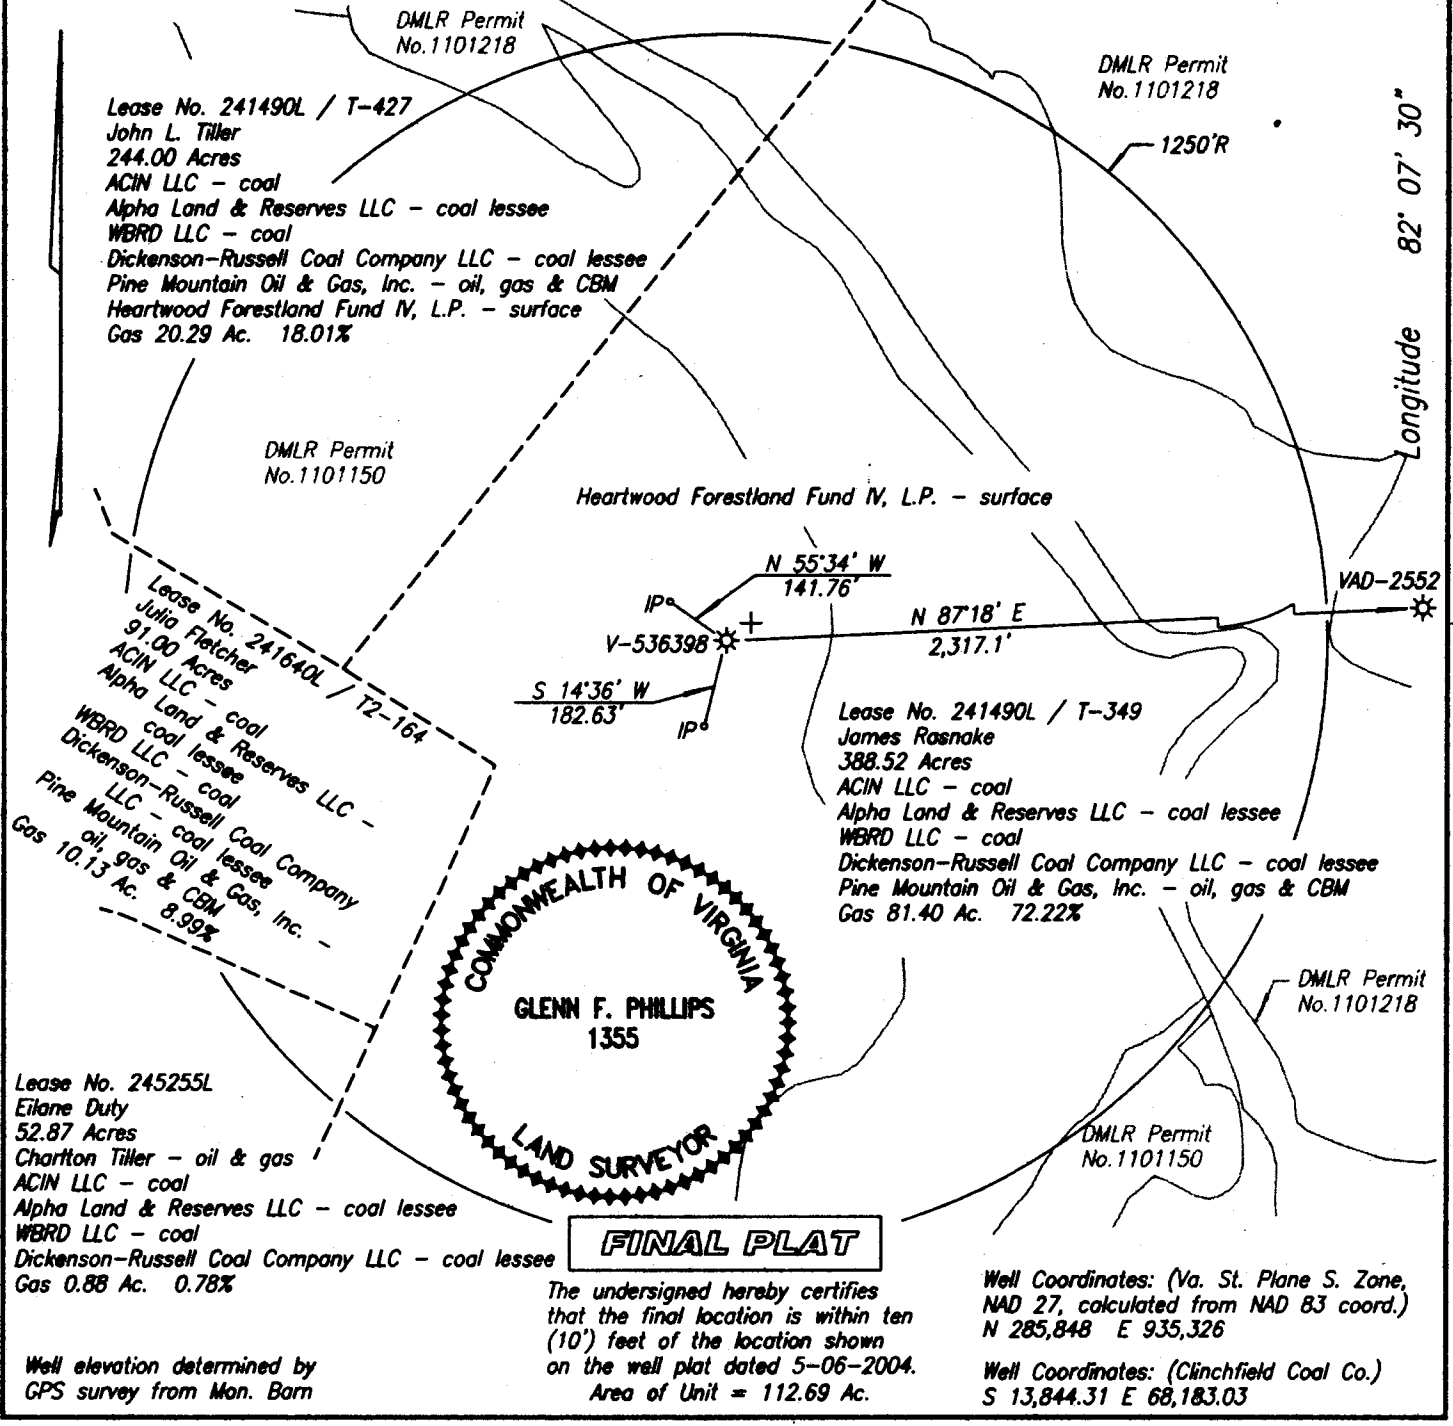 DMLR Permit
No.1101218
DMLR Permit
No.1101218
1250'R
Longitude 82° 07' 30"
Lease No. 241490L / T-427
John L. Tiller
244.00 Acres
ACIN LLC - coal
Alpha Land & Reserves LLC - coal lessee
WBRD LLC - coal
Dickenson-Russell Coal Company LLC - coal lessee
Pine Mountain Oil & Gas, Inc. - oil, gas & CBM
Heartwood Forestland Fund IV, L.P. - surface
Gas 20.29 Ac. 18.01%
DMLR Permit
No.1101150
Heartwood Forestland Fund IV, L.P. - surface
N 55°34' W
141.76'
IP
V-536398
N 87°18' E
2,317.1'
VAD-2552
S 14°36' W
182.63'
IP
Lease No. 241640L / T2-164
Julia Fletcher
91.00 Acres
ACIN LLC - coal
Alpha Land & Reserves LLC -
coal lessee
WBRD LLC - coal
Dickenson-Russell Coal Company
LLC - coal lessee
Pine Mountain Oil & Gas, Inc. -
oil, gas & CBM
Gas 10.13 Ac. 8.99%
Lease No. 241490L / T-349
James Rasnake
388.52 Acres
ACIN LLC - coal
Alpha Land & Reserves LLC - coal lessee
WBRD LLC - coal
Dickenson-Russell Coal Company LLC - coal lessee
Pine Mountain Oil & Gas, Inc. - oil, gas & CBM
Gas 81.40 Ac. 72.22%
COMMONWEALTH OF VIRGINIA
GLENN F. PHILLIPS
1355
LAND SURVEYOR
DMLR Permit
No.1101218
DMLR Permit
No.1101150
Lease No. 245255L
Eilane Duty
52.87 Acres
Charlton Tiller - oil & gas
ACIN LLC - coal
Alpha Land & Reserves LLC - coal lessee
WBRD LLC - coal
Dickenson-Russell Coal Company LLC - coal lessee
Gas 0.88 Ac. 0.78%
Well elevation determined by
GPS survey from Mon. Barn
FINAL PLAT
The undersigned hereby certifies
that the final location is within ten
(10') feet of the location shown
on the well plat dated 5-06-2004.
Area of Unit = 112.69 Ac.
Well Coordinates: (Va. St. Plane S. Zone,
NAD 27, calculated from NAD 83 coord.)
N 285,848 E 935,326
Well Coordinates: (Clinchfield Coal Co.)
S 13,844.31 E 68,183.03